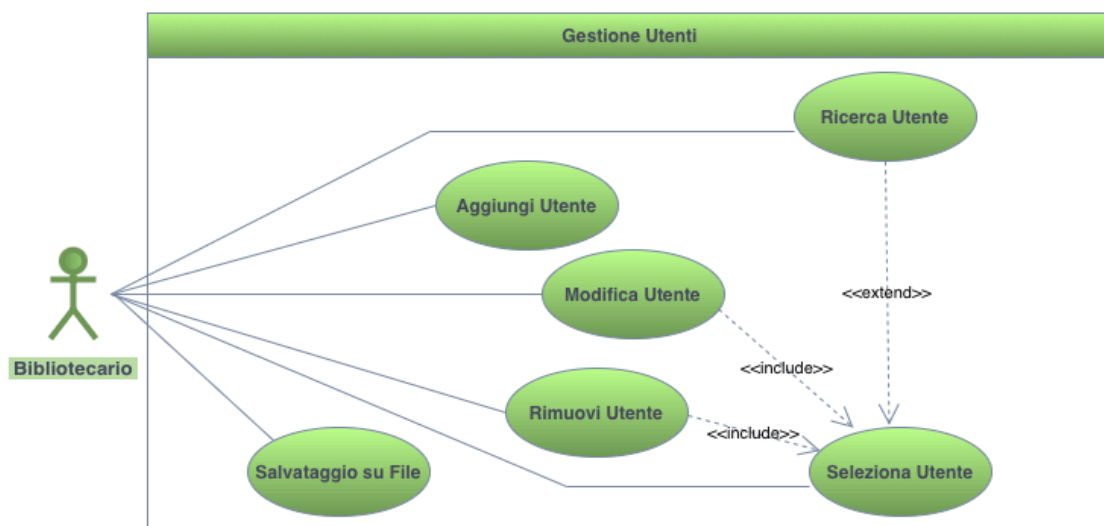 Gestione Utenti
Ricerca Utente
Aggiungi Utente
Modifica Utente
<<extend>>
Bibliotecario
<<include>>
Rimuovi Utente
<<include>>
Salvataggio su File
Seleziona Utente